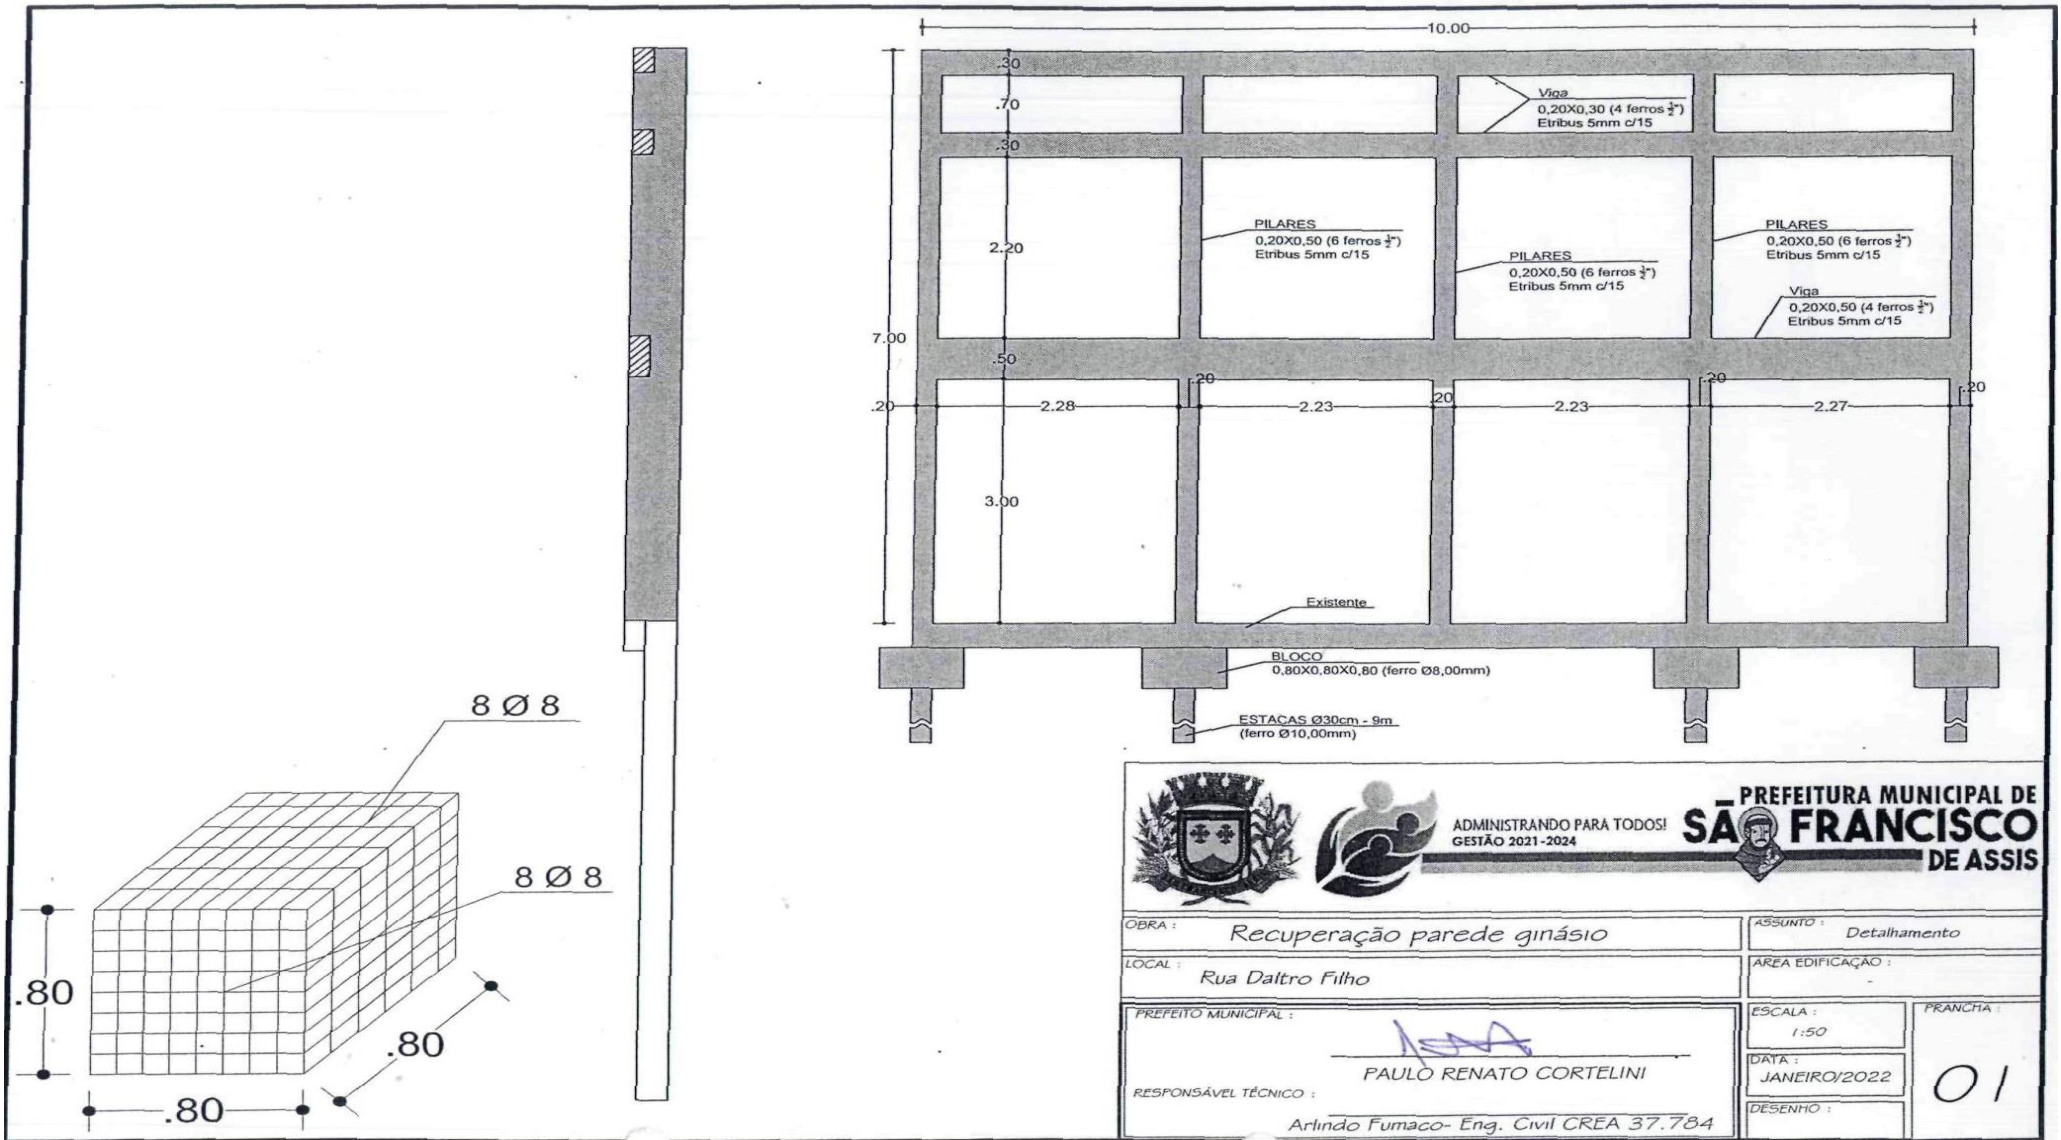 10.00
.30
.70
.30
2.20
7.00
.50
3.00
Viga
0,20X0,30 (4 ferros ½")
Etribus 5mm c/15
PILARES
0,20X0,50 (6 ferros ½")
Etribus 5mm c/15
PILARES
0,20X0,50 (6 ferros ½")
Etribus 5mm c/15
PILARES
0,20X0,50 (6 ferros ½")
Etribus 5mm c/15
Viga
0,20X0,50 (4 ferros ½")
Etribus 5mm c/15
.20
2.28
.20
2.23
.20
2.23
.20
2.27
.20
Existente
BLOCO
0,80X0,80X0,80 (ferro Ø8,00mm)
ESTACAS Ø30cm - 9m
(ferro Ø10,00mm)
8 Ø 8
8 Ø 8
.80
.80
.80
ADMINISTRANDO PARA TODOS!
GESTÃO 2021-2024
PREFEITURA MUNICIPAL DE
SÃO FRANCISCO
DE ASSIS
OBRA : Recuperação parede ginásio
ASSUNTO : Detalhamento
LOCAL : Rua Daltro Filho
AREA EDIFICAÇÃO :
PREFEITO MUNICIPAL :
PAULO RENATO CORTELINI
RESPONSÁVEL TÉCNICO :
Arlindo Fumaco- Eng. Civil CREA 37.784
ESCALA :
1:50
DATA :
JANEIRO/2022
DESENHO :
PRANCHA :
01